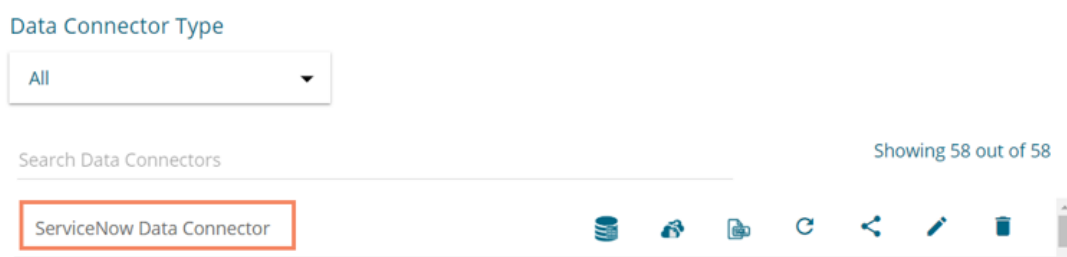 Data Connector Type
All
Search Data Connectors
Showing 58 out of 58
ServiceNow Data Connector